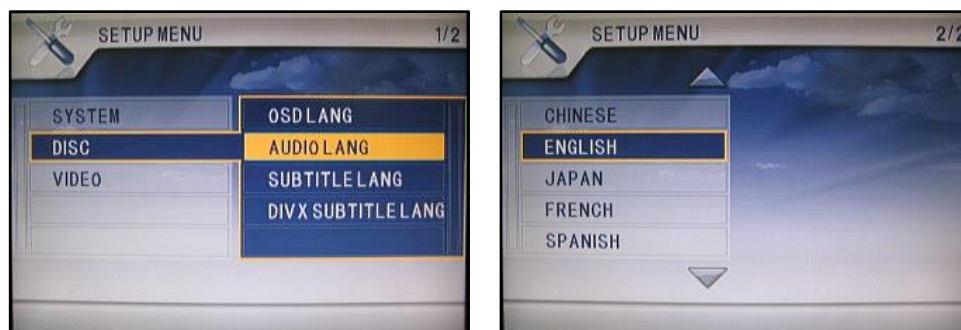 SETUP MENU 1/2
SYSTEM
DISC
VIDEO
OSD LANG
AUDIO LANG
SUBTITLE LANG
DIVX SUBTITLE LANG
SETUP MENU 2/2
CHINESE
ENGLISH
JAPAN
FRENCH
SPANISH